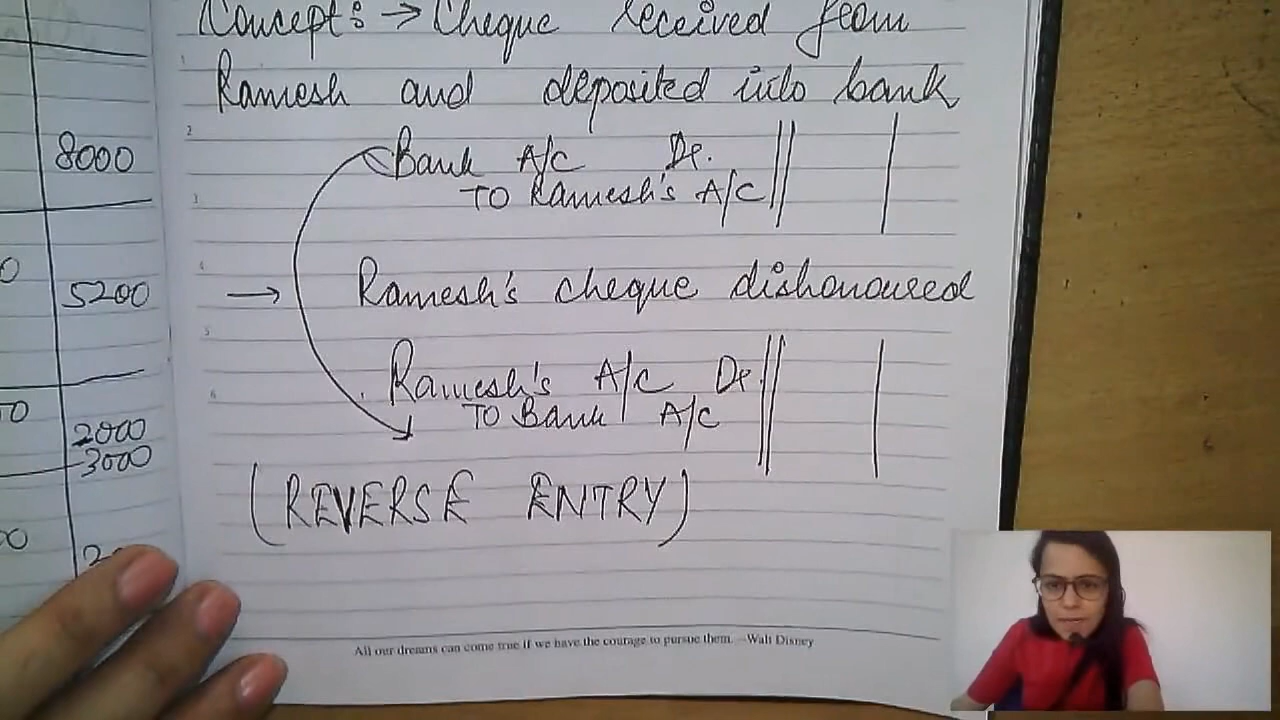 Concept: → Cheque received from
Ramesh and deposited into bank
Bank A/C Dr.
TO Ramesh's A/C
→ Ramesh's cheque dishonoured
Ramesh's A/C Dr.
TO Bank A/C
(REVERSE ENTRY)
All our dreams can come true if we have the courage to pursue them. –Walt Disney
8000
5200
2000
3000